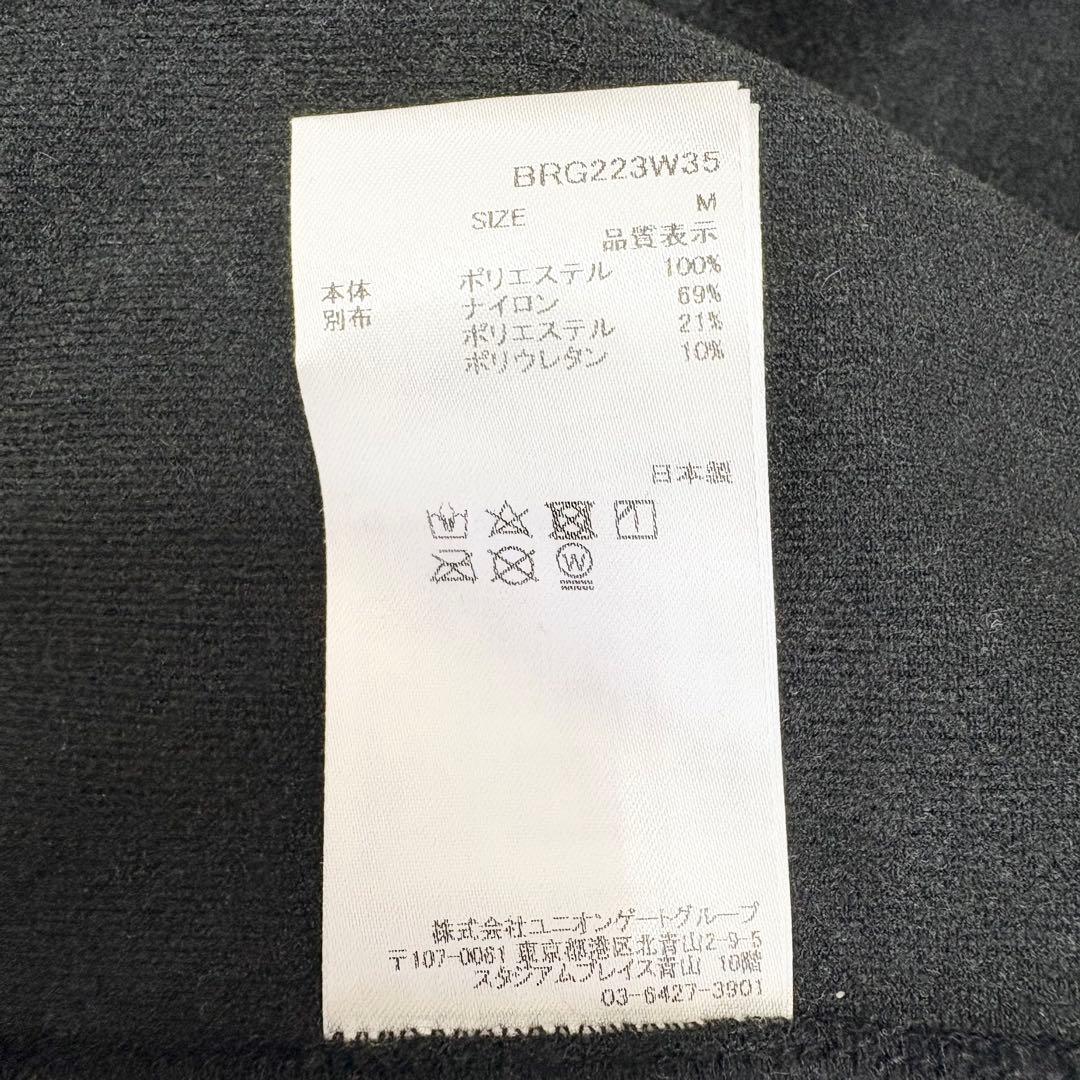 BRG223W35
SIZE M
品質表示
本体 ポリエステル 100%
別布 ナイロン 69%
ポリエステル 21%
ポリウレタン 10%
日本製
W
株式会社ユニオンゲートグループ
〒107-0061 東京都港区北青山2-9-5
スタジアムプレイス青山 10階
03-6427-3901